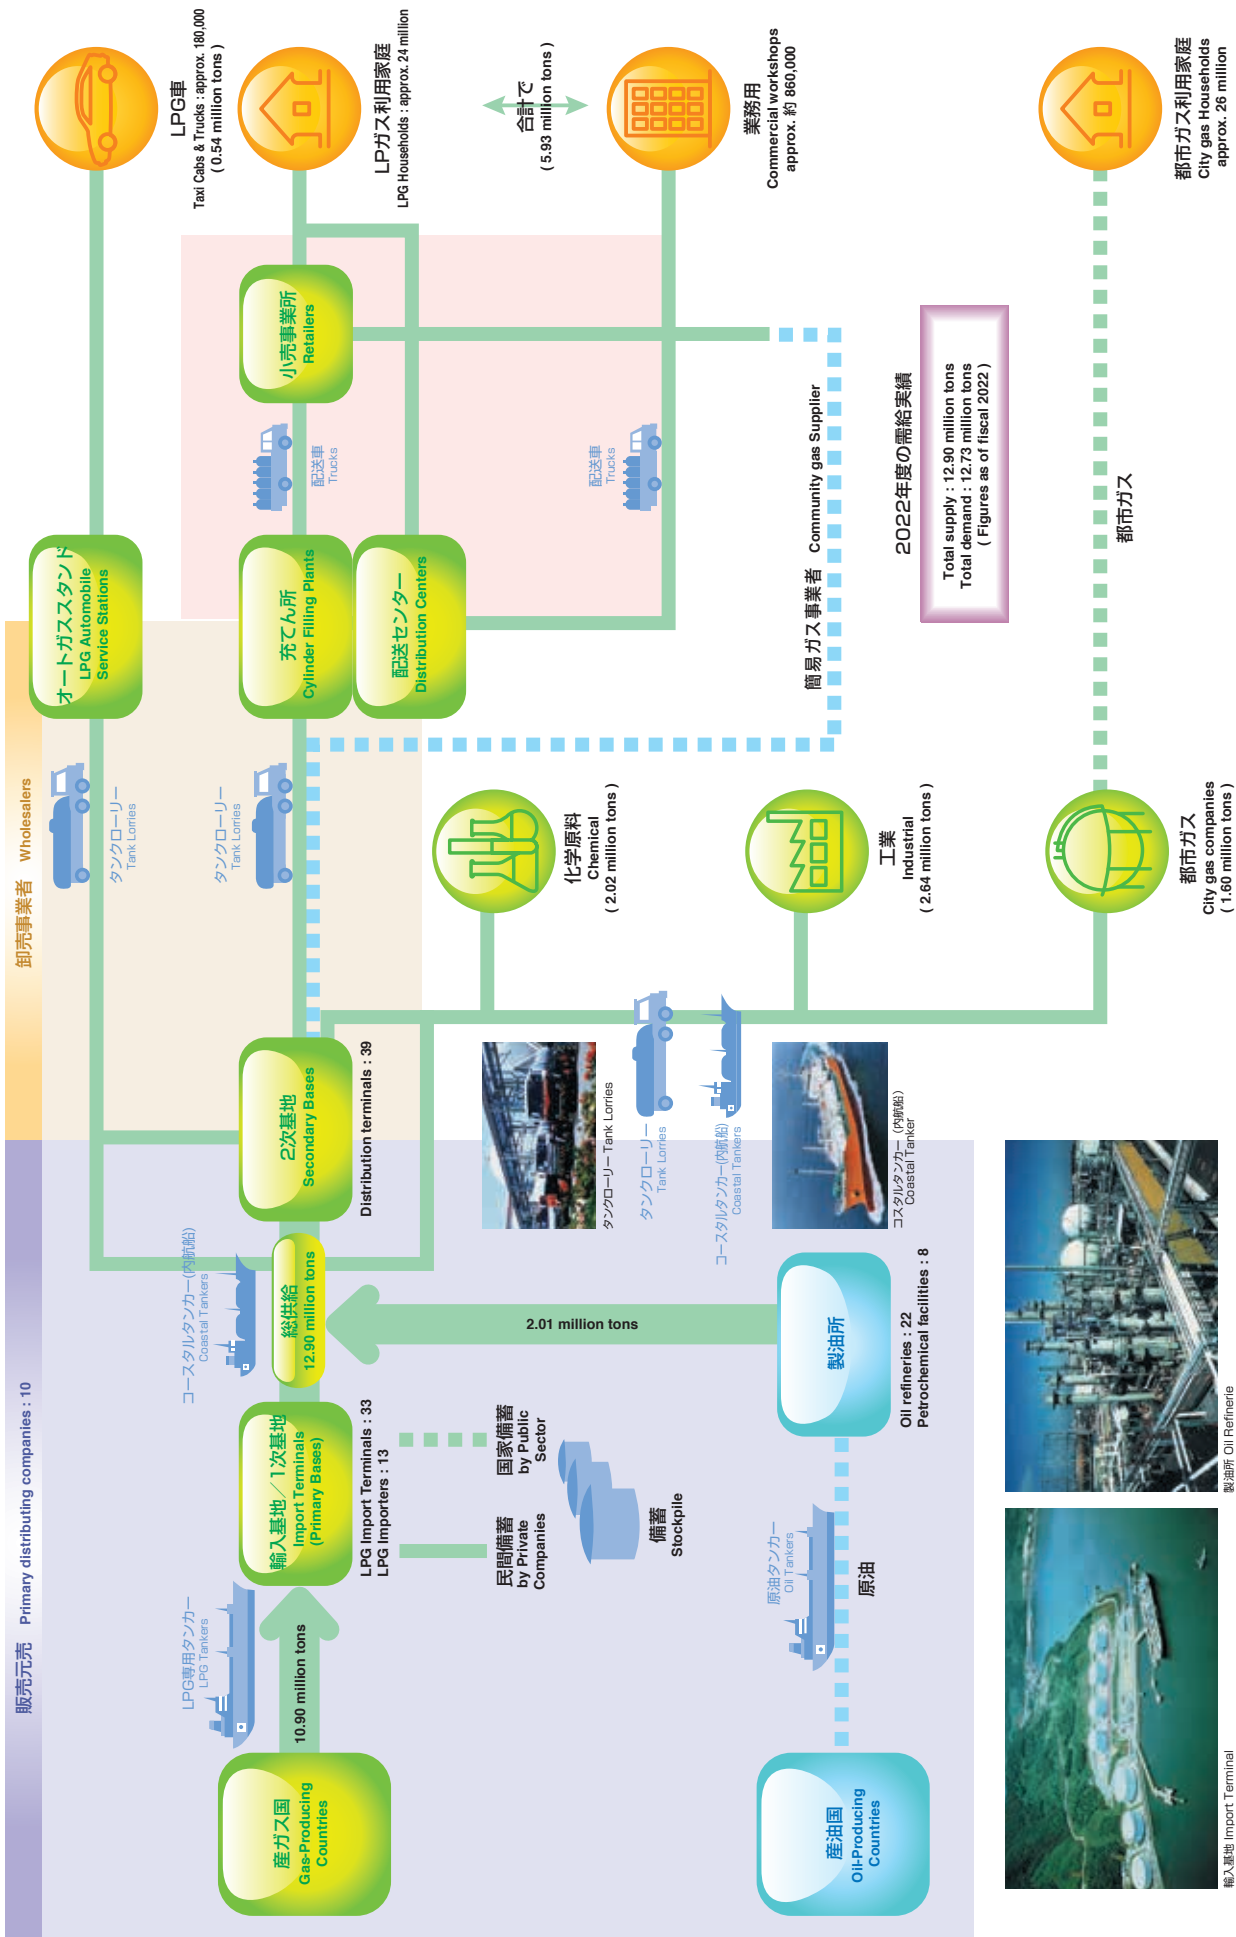 販売元売 Primary distributing companies : 10
卸売事業者 Wholesalers
産ガス国
Gas-Producing
Countries
LPG専用タンカー
LPG Tankers
10.90 million tons
輸入基地／1次基地
Import Terminals
(Primary Bases)
LPG Import Terminals : 33
LPG Importers : 13
民間備蓄
by Private
Companies
国家備蓄
by Public
Sector
備蓄
Stockpile
コースタルタンカー(内航船)
Coastal Tankers
総供給
12.90 million tons
2次基地
Secondary Bases
Distribution terminals : 39
2.01 million tons
産油国
Oil-Producing
Countries
原油タンカー
Oil Tankers
原油
製油所
Oil refineries : 22
Petrochemical facilities : 8
タンクローリー
Tank Lorries
タンクローリー
Tank Lorries
オートガススタンド
LPG Automobile
Service Stations
充てん所
Cylinder Filling Plants
配送センター
Distribution Centers
配送車
Trucks
配送車
Trucks
小売事業所
Retailers
LPG車
Taxi Cabs & Trucks : approx. 180,000
( 0.54 million tons )
LPガス利用家庭
LPG Households : approx. 24 million
合計で
( 5.93 million tons )
業務用
Commercial workshops
approx. 約 860,000
簡易ガス事業者 Community gas Supplier
タンクローリー Tank Lorries
タンクローリー
Tank Lorries
コースタルタンカー(内航船)
Coastal Tankers
コスタルタンカー（内航船）
Coastal Tanker
化学原料
Chemical
( 2.02 million tons )
工業
Industrial
( 2.64 million tons )
都市ガス
City gas companies
( 1.60 million tons )
都市ガス
都市ガス利用家庭
City gas Households
approx. 26 million
2022年度の需給実績
Total supply : 12.90 million tons
Total demand : 12.73 million tons
( Figures as of fiscal 2022 )
輸入基地 Import Terminal
製油所 Oil Refinerie